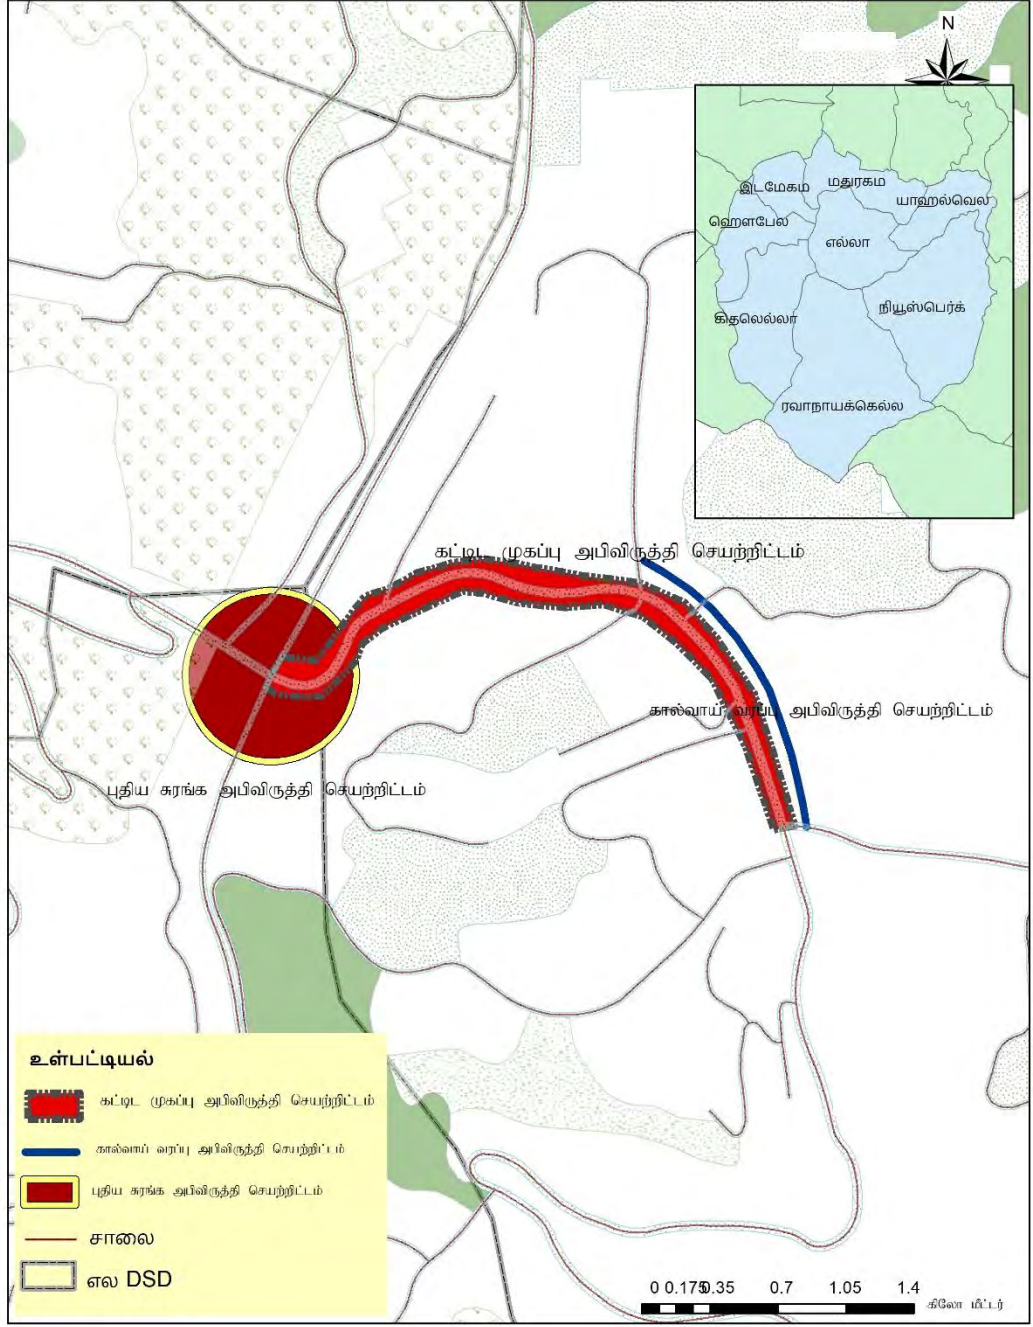 N
இடமேகம
மதுரகம
யாஹல்வெல
ஹெளபேல
எல்லா
நியூஸ்பெர்க்
கிதலெல்லா
ரவாநாயக்கெல்ல
கட்டிட முகப்பு அபிவிருத்தி செயற்றிட்டம்
கால்வாய் வரப்பு அபிவிருத்தி செயற்றிட்டம்
புதிய சுரங்க அபிவிருத்தி செயற்றிட்டம்
உள்பட்டியல்
கட்டிட முகப்பு அபிவிருத்தி செயற்றிட்டம்
கால்வாய் வரப்பு அபிவிருத்தி செயற்றிட்டம்
புதிய சுரங்க அபிவிருத்தி செயற்றிட்டம்
சாலை
எல DSD
0 0.175 0.35 0.7 1.05 1.4
கிலோ மீட்டர்